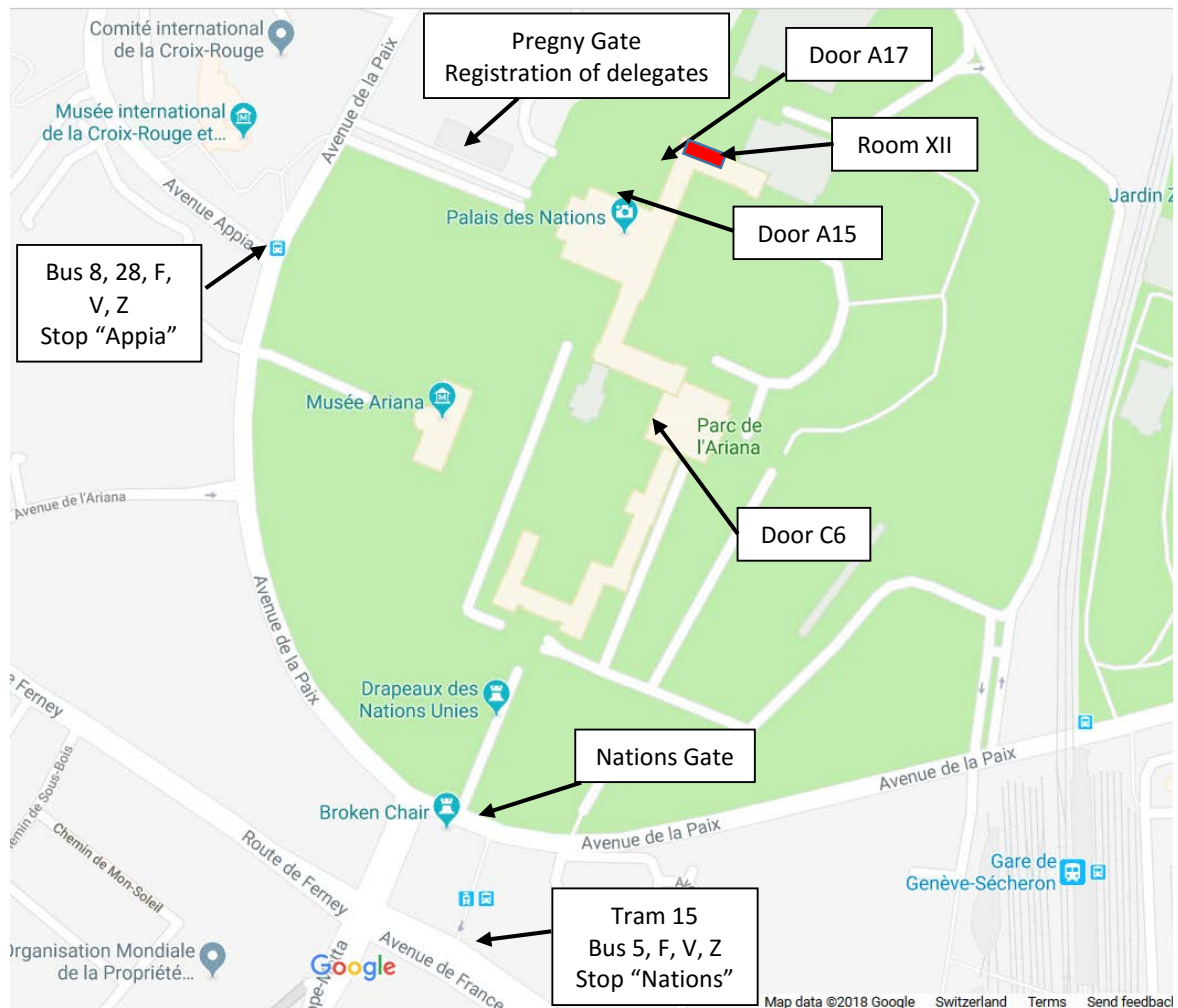 Comité international
de la Croix-Rouge
Pregny Gate
Registration of delegates
Door A17
Musée international
de la Croix-Rouge et...
Avenue de la Paix
Room XII
Avenue Appia
Palais des Nations
Jardin
Door A15
Bus 8, 28, F,
V, Z
Stop “Appia”
Musée Ariana
Parc de
l'Ariana
Avenue de l'Ariana
Door C6
Avenue de la Paix
Drapeaux des
Nations Unies
de Ferney
Nations Gate
Avenue de la Paix
de Sous-Bois
Broken Chair
Avenue de la Paix
Chemin de Mon-Soleil
Route de Ferney
Gare de
Genève-Sécheron
Tram 15
Bus 5, F, V, Z
Stop “Nations”
Organisation Mondiale
de la Propriété...
Avenue de France
Google
Map data ©2018 Google Switzerland Terms Send feedback